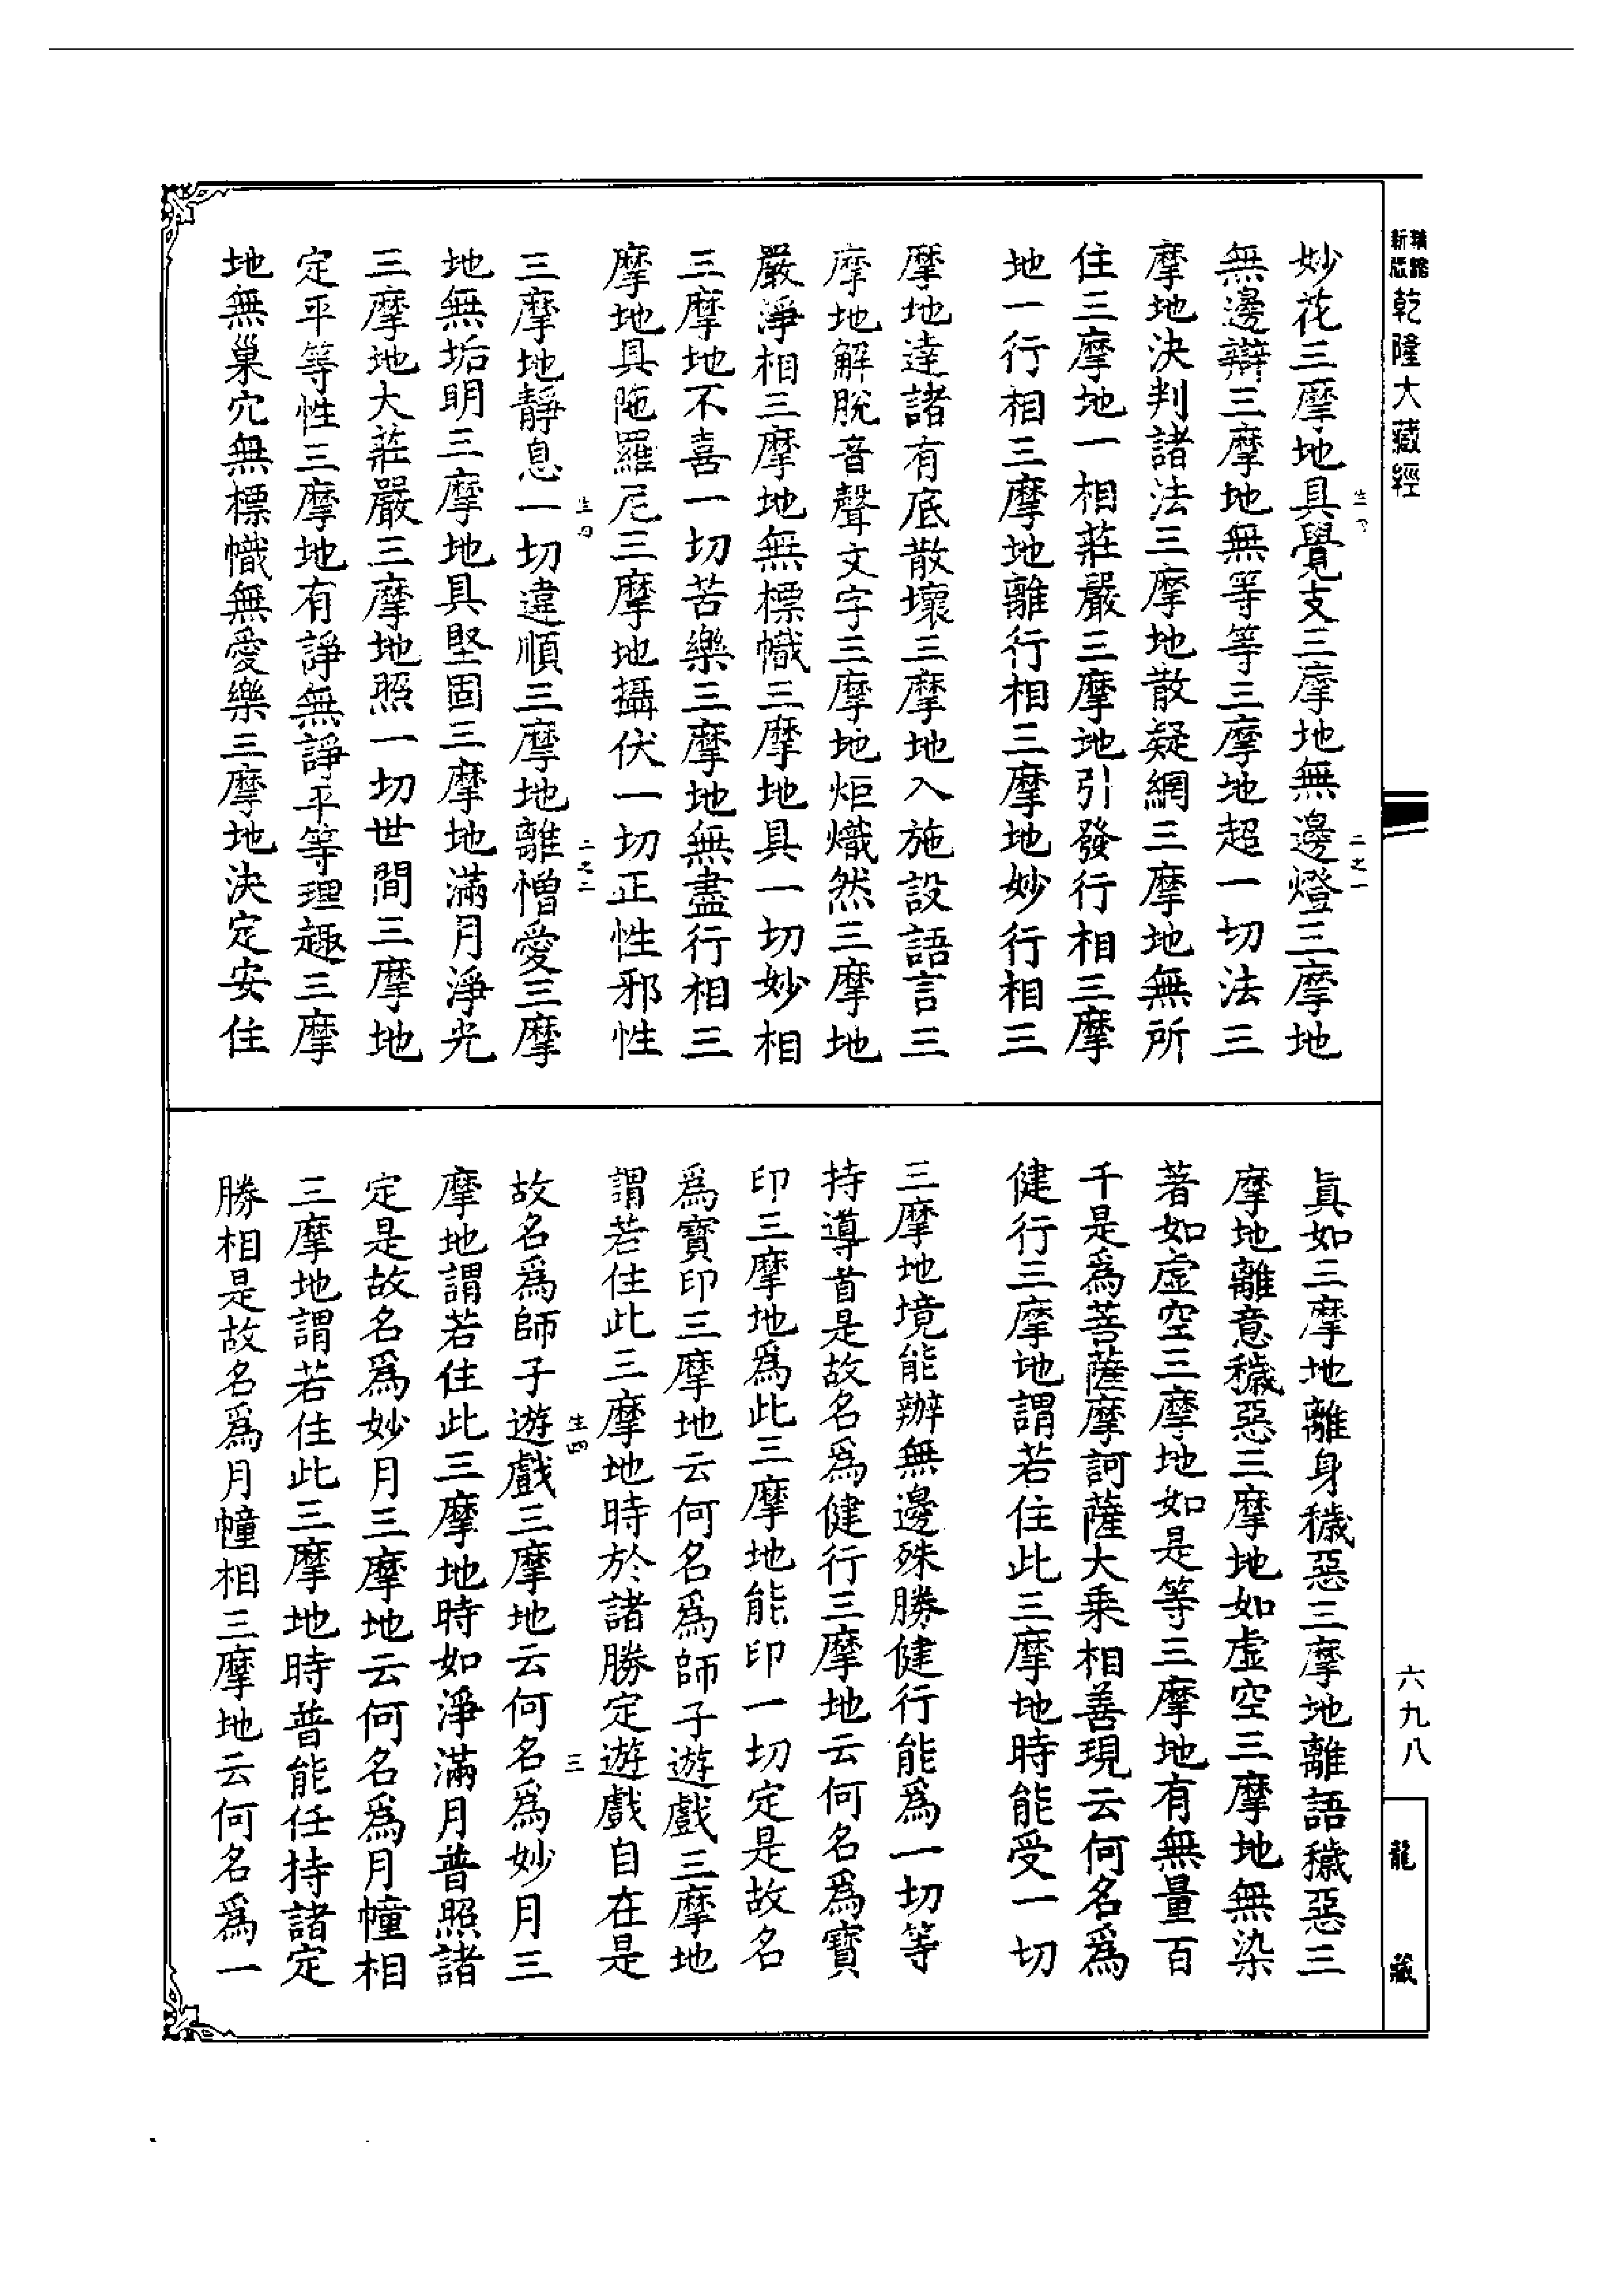 乾隆大藏經
妙花三摩地具覺支三摩地無邊燈三摩地
無邊辯三摩地無等等三摩地超一切法三
摩地決判諸法三摩地散疑網三摩地無所
住三摩地一相莊嚴三摩地引發行相三摩
地一行相三摩地離行相三摩地妙行相三
摩地達諸有底散壞三摩地入施設語言三
摩地解脫音聲文字三摩地炬熾然三摩地
嚴淨相三摩地無標幟三摩地具一切妙相
三摩地不喜一切苦樂三摩地無盡行相三
摩地具陁羅尼三摩地攝伏一切正性邪性
三摩地靜息一切違順三摩地離憎愛三摩
地無垢明三摩地具堅固三摩地滿月淨光
三摩地大莊嚴三摩地照一切世間三摩地
定平等性三摩地有諍無諍平等理趣三摩
地無巢穴無標幟無愛樂三摩地決定安住
二之一
二之二
眞如三摩地離身穢惡三摩地離語穢惡三
摩地離意穢惡三摩地如虛空三摩地無染
著如虛空三摩地如是等三摩地有無量百
千是爲菩薩摩訶薩大乘相善現云何名爲
健行三摩地謂若住此三摩地時能受一切
三摩地境能辦無邊殊勝健行能爲一切等
持導首是故名爲健行三摩地云何名爲寶
印三摩地爲此三摩地能印一切定是故名
爲寶印三摩地云何名爲師子遊戲三摩地
謂若住此三摩地時於諸勝定遊戲自在是
故名爲師子遊戲三摩地云何名爲妙月三
摩地謂若住此三摩地時如淨滿月普照諸
定是故名爲妙月三摩地云何名爲月幢相
三摩地謂若住此三摩地時普能任持諸定
勝相是故名爲月幢相三摩地云何名爲一
生四
三
六九八
龍藏